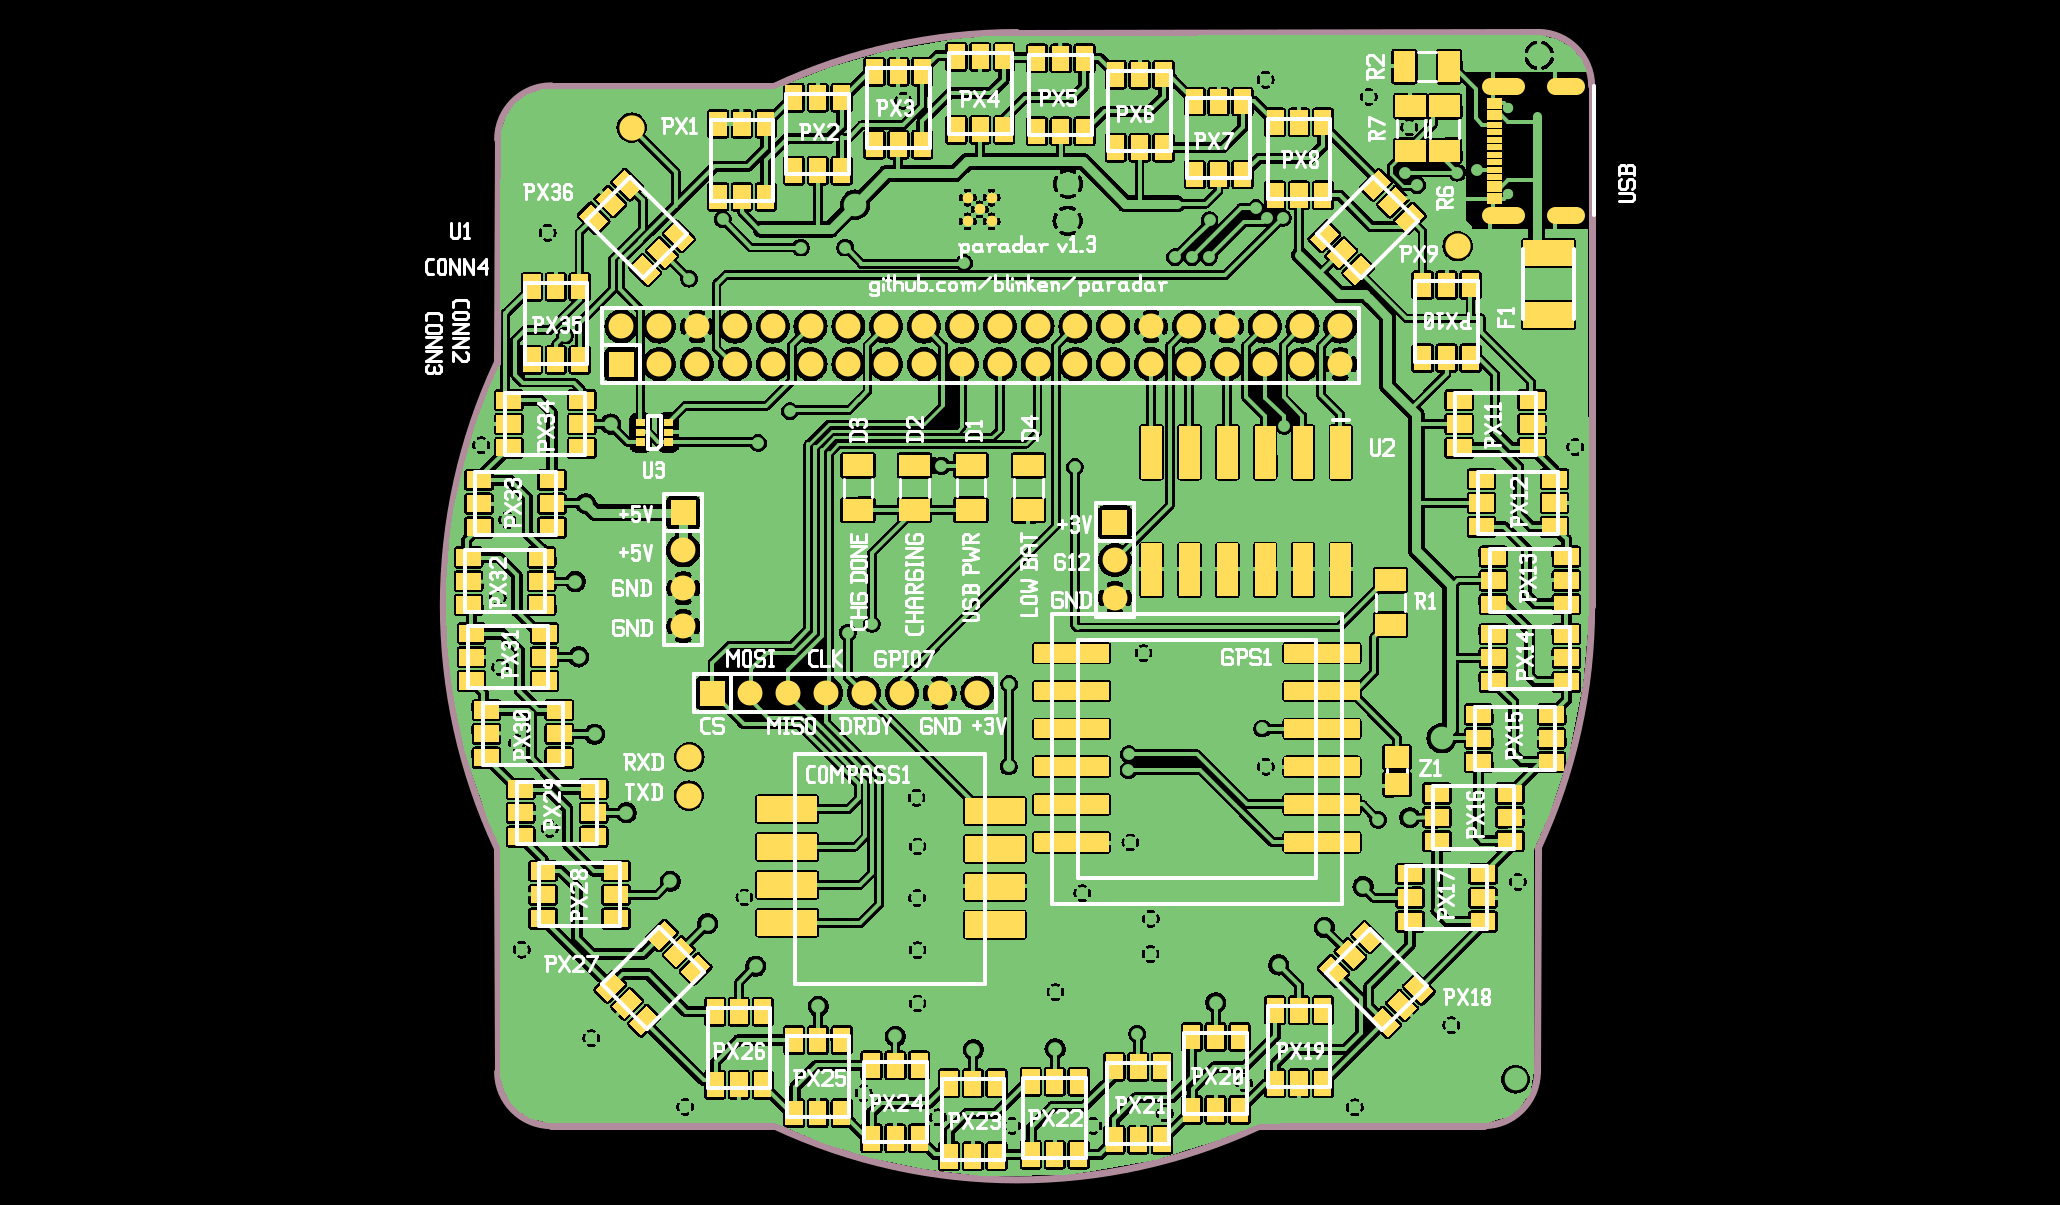 R2
PX4
PX5
PX3
PX6
PX1
PX2
R7
PX7
PX8
USB
PX36
R6
U1
paradar v1.3
PX9
CONN4
github.com/blinken/paradar
F1
PX35
PX10
CONN2
CONN3
D3
D2
D1
D4
PX34
PX11
U2
U3
PX33
+5V
+3V
PX12
+5V
G12
CHG DONE
CHARGING
USB PWR
LOW BAT
PX32
PX13
GND
GND
R1
GND
PX31
MOSI
CLK
GPIO7
GPS1
PX14
CS
MISO
DRDY
GND
+3V
PX30
PX15
RXD
COMPASS1
Z1
TXD
PX29
PX16
PX28
PX17
PX27
PX18
PX26
PX19
PX25
PX20
PX24
PX21
PX23
PX22